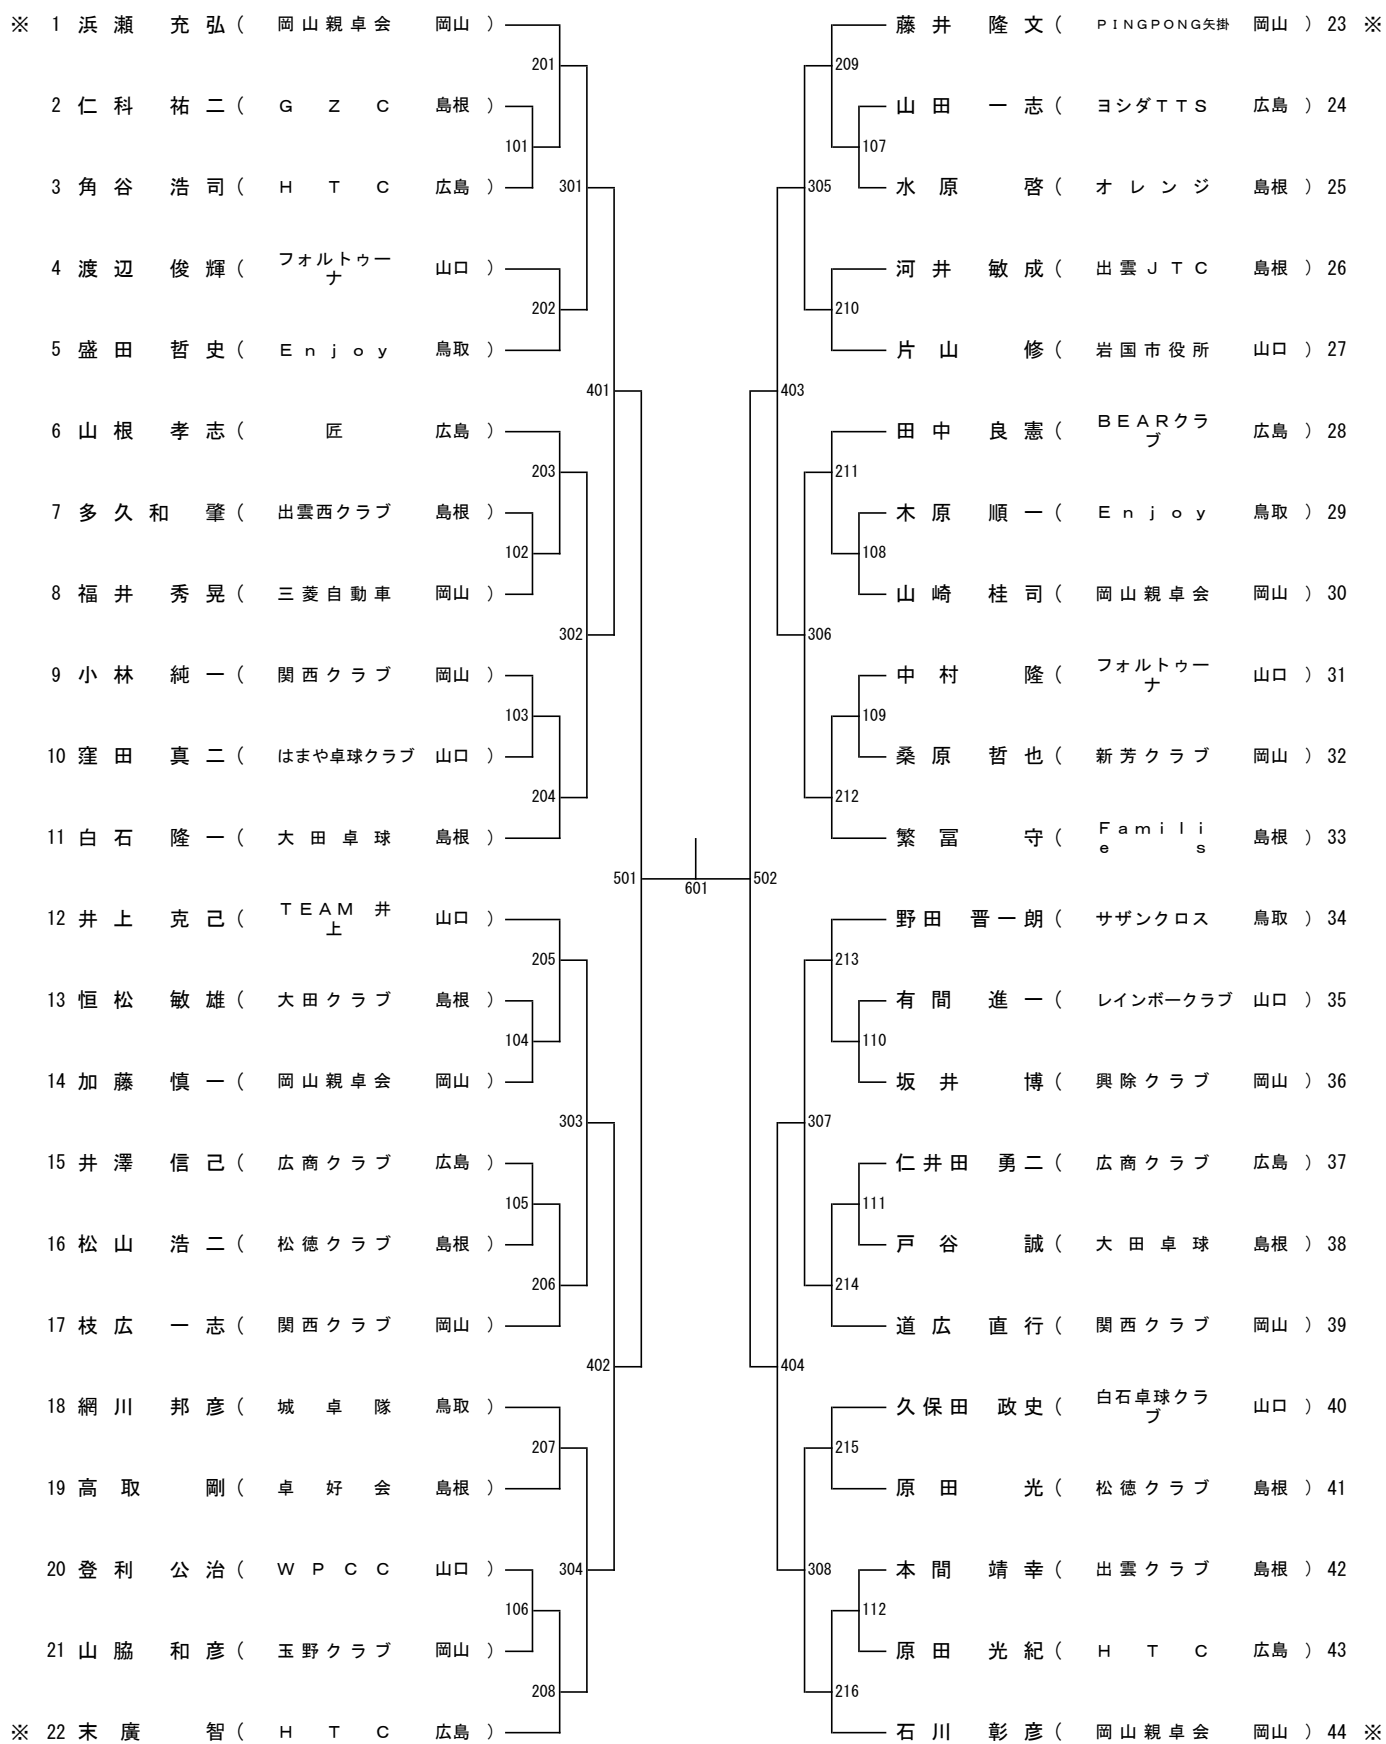 ※ 1 浜瀬 充弘 ( 岡山親卓会 岡山 )
201
2 仁科 祐二 ( GZC 島根 )
101
3 角谷 浩司 ( HTC 広島 )
301
4 渡辺 俊輝 ( フォルトゥーナ 山口 )
202
5 盛田 哲史 ( Enjoy 鳥取 )
401
6 山根 孝志 ( 匠 広島 )
203
7 多久和 肇 ( 出雲西クラブ 島根 )
102
8 福井 秀晃 ( 三菱自動車 岡山 )
302
9 小林 純一 ( 関西クラブ 岡山 )
103
10 窪田 真二 ( はまや卓球クラブ 山口 )
204
11 白石 隆一 ( 大田卓球 島根 )
501
12 井上 克己 ( TEAM 井上 山口 )
205
13 恒松 敏雄 ( 大田クラブ 島根 )
104
14 加藤 慎一 ( 岡山親卓会 岡山 )
303
15 井澤 信己 ( 広商クラブ 広島 )
105
16 松山 浩二 ( 松徳クラブ 島根 )
206
17 枝広 一志 ( 関西クラブ 岡山 )
402
18 網川 邦彦 ( 城卓隊 鳥取 )
207
19 高取 剛 ( 卓好会 島根 )
20 登利 公治 ( WPCC 山口 )
304
106
21 山脇 和彦 ( 玉野クラブ 岡山 )
208
※ 22 末廣 智 ( HTC 広島 )
601
藤井 隆文 ( PINGPONG矢掛 岡山 ) 23 ※
209
山田 一志 ( ヨシダTTS 広島 ) 24
107
水原 啓 ( オレンジ 島根 ) 25
305
河井 敏成 ( 出雲JTC 島根 ) 26
210
片山 修 ( 岩国市役所 山口 ) 27
403
田中 良憲 ( BEARクラブ 広島 ) 28
211
木原 順一 ( Enjoy 鳥取 ) 29
108
山崎 桂司 ( 岡山親卓会 岡山 ) 30
306
中村 隆 ( フォルトゥーナ 山口 ) 31
109
桑原 哲也 ( 新芳クラブ 岡山 ) 32
212
繁冨 守 ( Families 島根 ) 33
502
野田 晋一朗 ( サザンクロス 鳥取 ) 34
213
有間 進一 ( レインボークラブ 山口 ) 35
110
坂井 博 ( 興除クラブ 岡山 ) 36
307
仁井田 勇二 ( 広商クラブ 広島 ) 37
111
戸谷 誠 ( 大田卓球 島根 ) 38
214
道広 直行 ( 関西クラブ 岡山 ) 39
404
久保田 政史 ( 白石卓球クラブ 山口 ) 40
215
原田 光 ( 松徳クラブ 島根 ) 41
本間 靖幸 ( 出雲クラブ 島根 ) 42
308
112
原田 光紀 ( HTC 広島 ) 43
216
石川 彰彦 ( 岡山親卓会 岡山 ) 44 ※